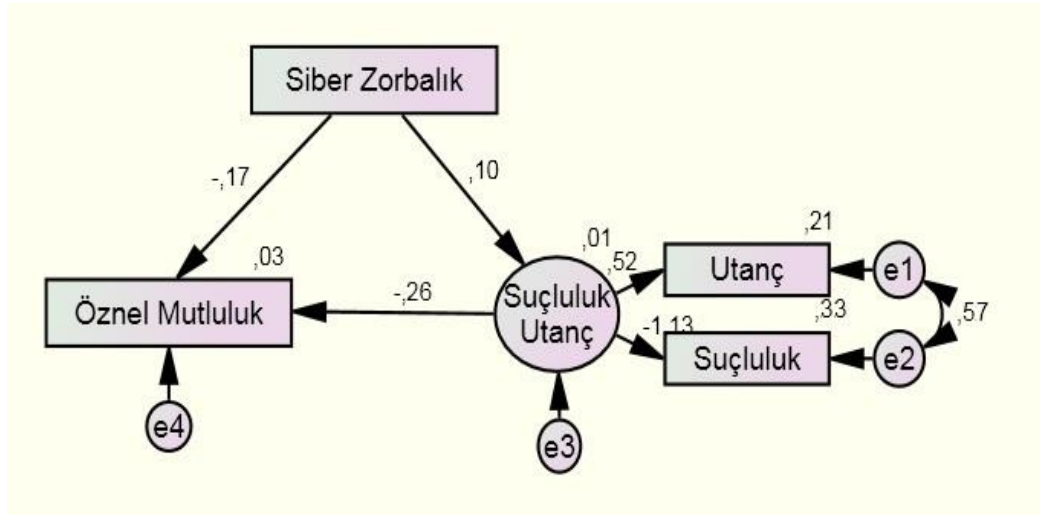 Siber Zorbalık
-,17
,10
,03
,01
,21
,52
Utanç
e1
Öznel Mutluluk
-,26
Suçluluk
Utanç
,33
,57
-1,13
Suçluluk
e2
e4
e3